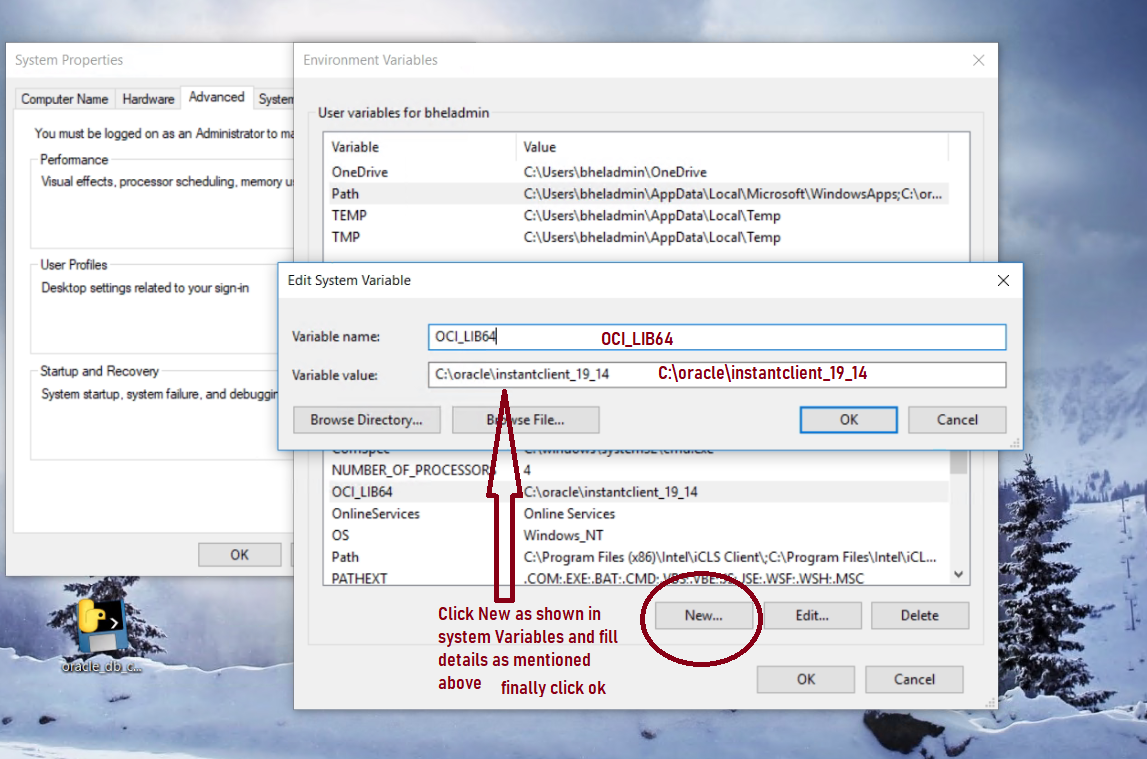 System Properties
Computer Name Hardware Advanced System
You must be logged on as an Administrator to ma
Performance
Visual effects, processor scheduling, memory u
User Profiles
Desktop settings related to your sign-in
Startup and Recovery
System startup, system failure, and debuggin
OK
Environment Variables
User variables for bheladmin
Variable Value
OneDrive C:\Users\bheladmin\OneDrive
Path C:\Users\bheladmin\AppData\Local\Microsoft\WindowsApps;C:\or...
TEMP C:\Users\bheladmin\AppData\Local\Temp
TMP C:\Users\bheladmin\AppData\Local\Temp
Edit System Variable
Variable name: OCI_LIB64 OCI_LIB64
Variable value: C:\oracle\instantclient_19_14 C:\oracle\instantclient_19_14
Browse Directory... Browse File... OK Cancel
ComSpec C:\windows\system32\cmd.exe
NUMBER_OF_PROCESSORS 4
OCI_LIB64 C:\oracle\instantclient_19_14
OnlineServices Online Services
OS Windows_NT
Path C:\Program Files (x86)\Intel\iCLS Client\;C:\Program Files\Intel\iCL...
PATHEXT .COM;.EXE;.BAT;.CMD;.VBS;.VBE;.JS;.JSE;.WSF;.WSH;.MSC
New... Edit... Delete
Click New as shown in
system Variables and fill
details as mentioned
above finally click ok
OK Cancel
oracle_db_c...